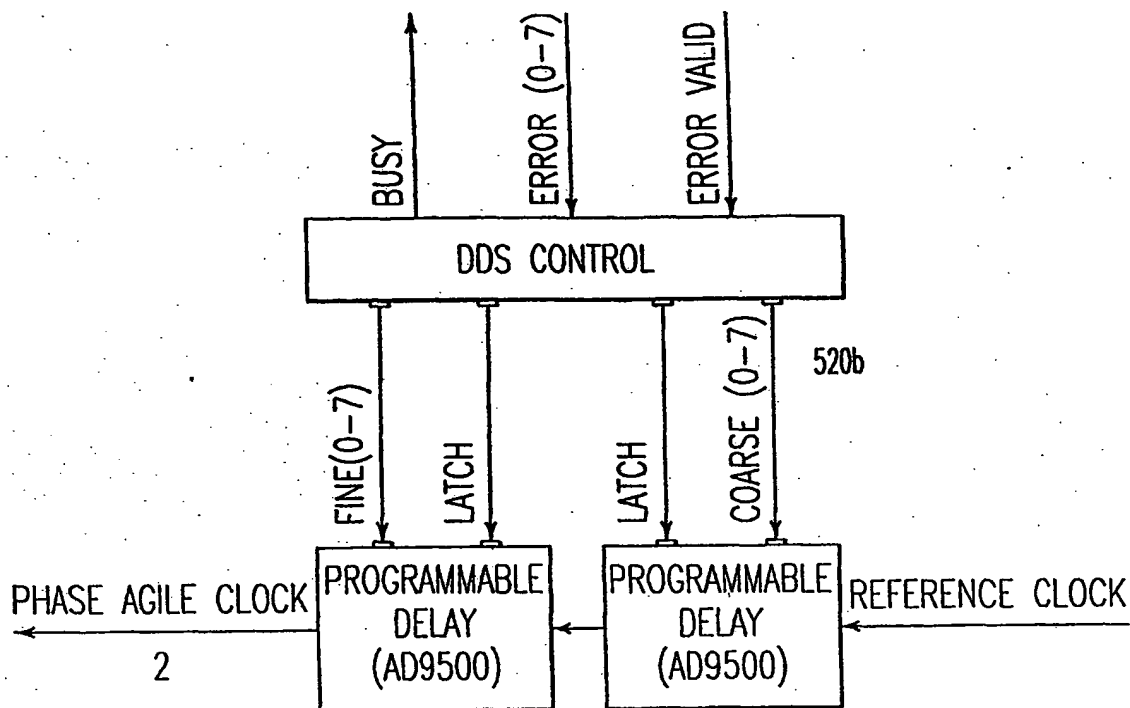 BUSY
ERROR (0-7)
ERROR VALID
DDS CONTROL
FINE(0-7)
LATCH
LATCH
COARSE (0-7)
520b
PHASE AGILE CLOCK
2
PROGRAMMABLE
DELAY
(AD9500)
PROGRAMMABLE
DELAY
(AD9500)
REFERENCE CLOCK